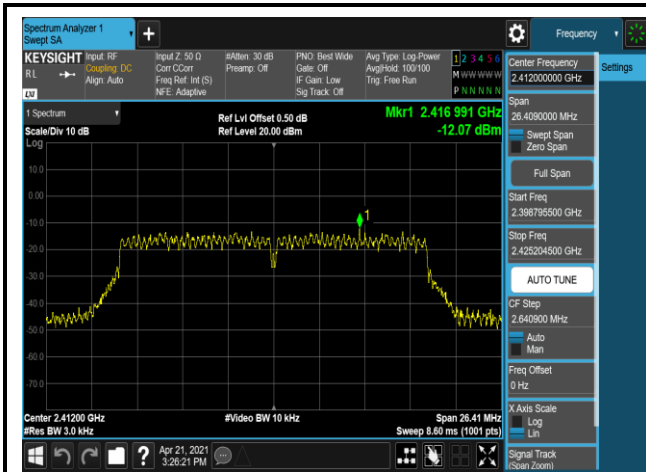 Spectrum Analyzer 1
Swept SA
+
Frequency
KEYSIGHT
RL
LXI
Input: RF
Coupling: DC
Align: Auto
Input Z: 50 Ω
Corr CCorr
Freq Ref: Int (S)
NFE: Adaptive
#Atten: 30 dB
Preamp: Off
PNO: Best Wide
Gate: Off
IF Gain: Low
Sig Track: Off
Avg Type: Log-Power
Avg|Hold: 100/100
Trig: Free Run
1 2 3 4 5 6
M W W W W W
P N N N N N
1 Spectrum
Scale/Div 10 dB
Log
Ref Lvl Offset 0.50 dB
Ref Level 20.00 dBm
Mkr1 2.416 991 GHz
-12.07 dBm
10.0
0.00
-10.0
-20.0
-30.0
-40.0
-50.0
-60.0
-70.0
1
Center 2.41200 GHz
#Res BW 3.0 kHz
#Video BW 10 kHz
Span 26.41 MHz
Sweep 8.60 ms (1001 pts)
Apr 21, 2021
3:26:21 PM
?
Center Frequency
2.412000000 GHz
Span
26.4090000 MHz
Swept Span
Zero Span
Full Span
Start Freq
2.398795500 GHz
Stop Freq
2.425204500 GHz
AUTO TUNE
CF Step
2.640900 MHz
Auto
Man
Freq Offset
0 Hz
X Axis Scale
Log
Lin
Signal Track
(Span Zoom)
Settings